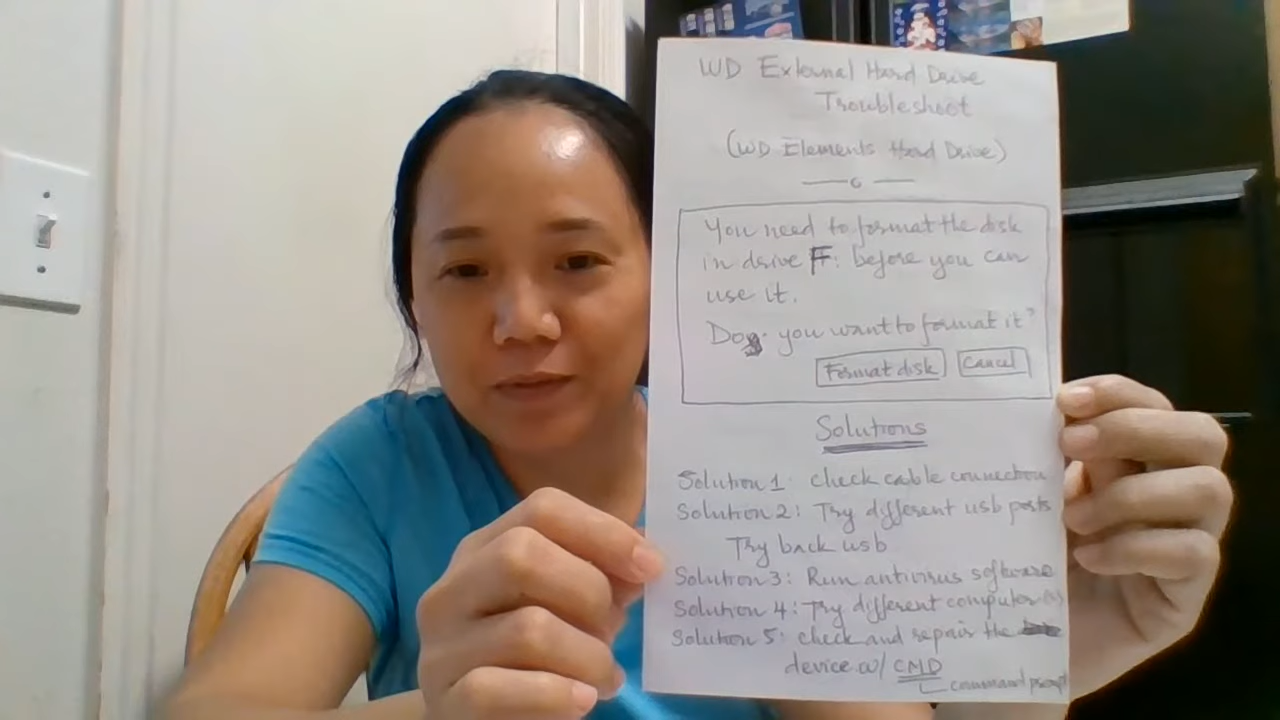 WD External Hard Drive
Troubleshoot
(WD Elements Hard Drive)
You need to format the disk
in drive F: before you can
use it.
Do you want to format it?
Format disk Cancel
Solutions
Solution 1: check cable connection
Solution 2: Try different usb ports
Try back usb
Solution 3: Run antivirus software
Solution 4: Try different computer(s)
Solution 5: check and repair the
device w/ CMD
command prompt